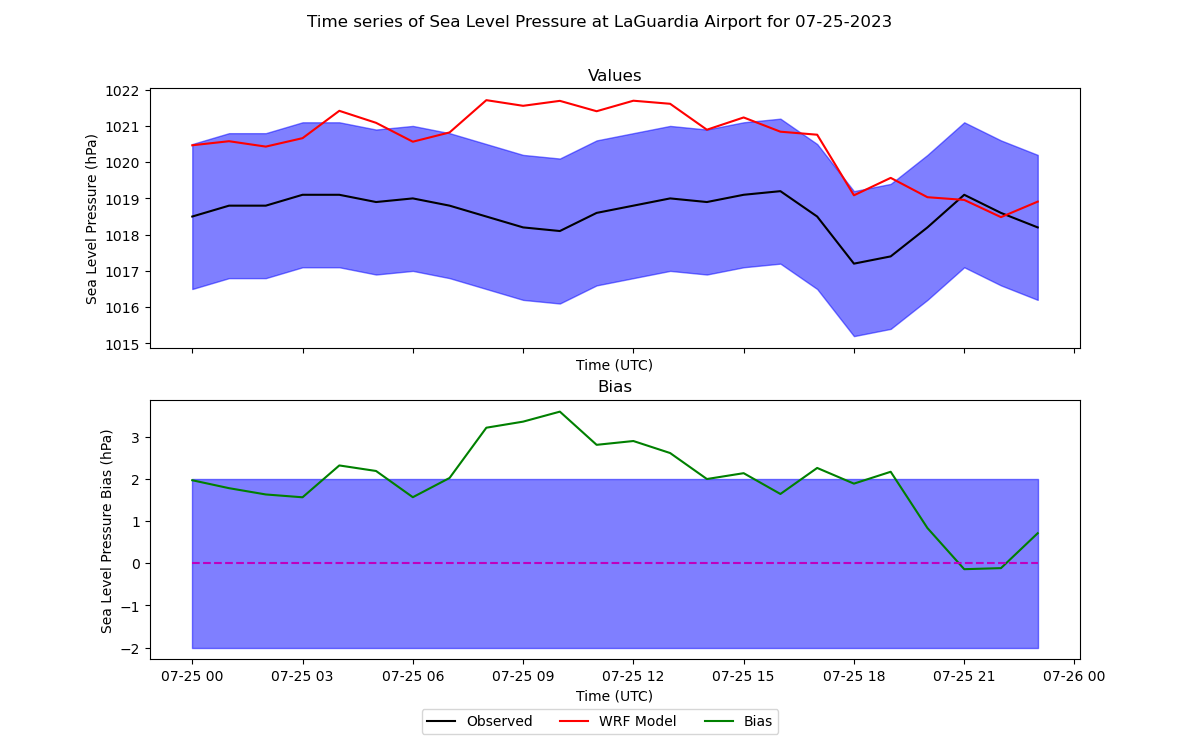 Time series of Sea Level Pressure at LaGuardia Airport for 07-25-2023
Values
Sea Level Pressure (hPa)
1022
1021
1020
1019
1018
1017
1016
1015
Time (UTC)
Bias
Sea Level Pressure Bias (hPa)
3
2
1
0
−1
−2
07-25 00 07-25 03 07-25 06 07-25 09 07-25 12 07-25 15 07-25 18 07-25 21 07-26 00
Time (UTC)
Observed WRF Model Bias